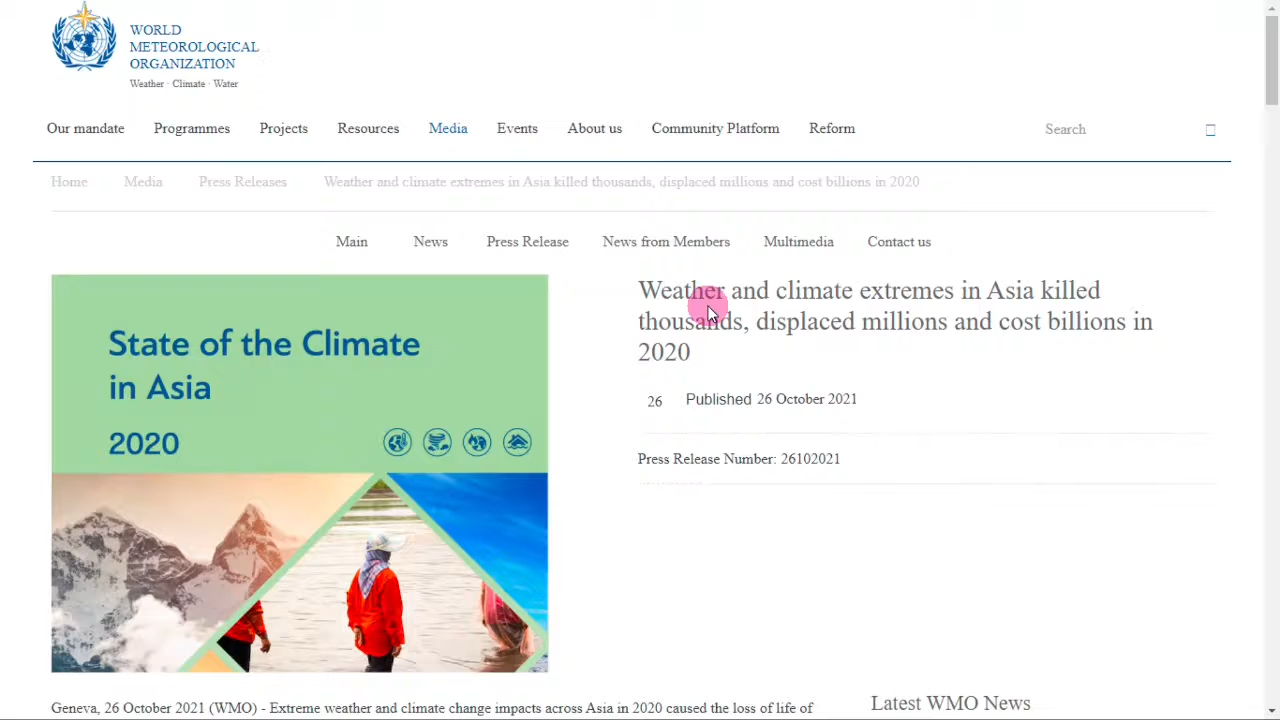 WORLD
METEOROLOGICAL
ORGANIZATION
Weather · Climate · Water
Our mandate Programmes Projects Resources Media Events About us Community Platform Reform Search
Home Media Press Releases Weather and climate extremes in Asia killed thousands, displaced millions and cost billions in 2020
Main News Press Release News from Members Multimedia Contact us
State of the Climate
in Asia
2020
Weather and climate extremes in Asia killed
thousands, displaced millions and cost billions in
2020
26 Published 26 October 2021
Press Release Number: 26102021
Geneva, 26 October 2021 (WMO) - Extreme weather and climate change impacts across Asia in 2020 caused the loss of life of
Latest WMO News